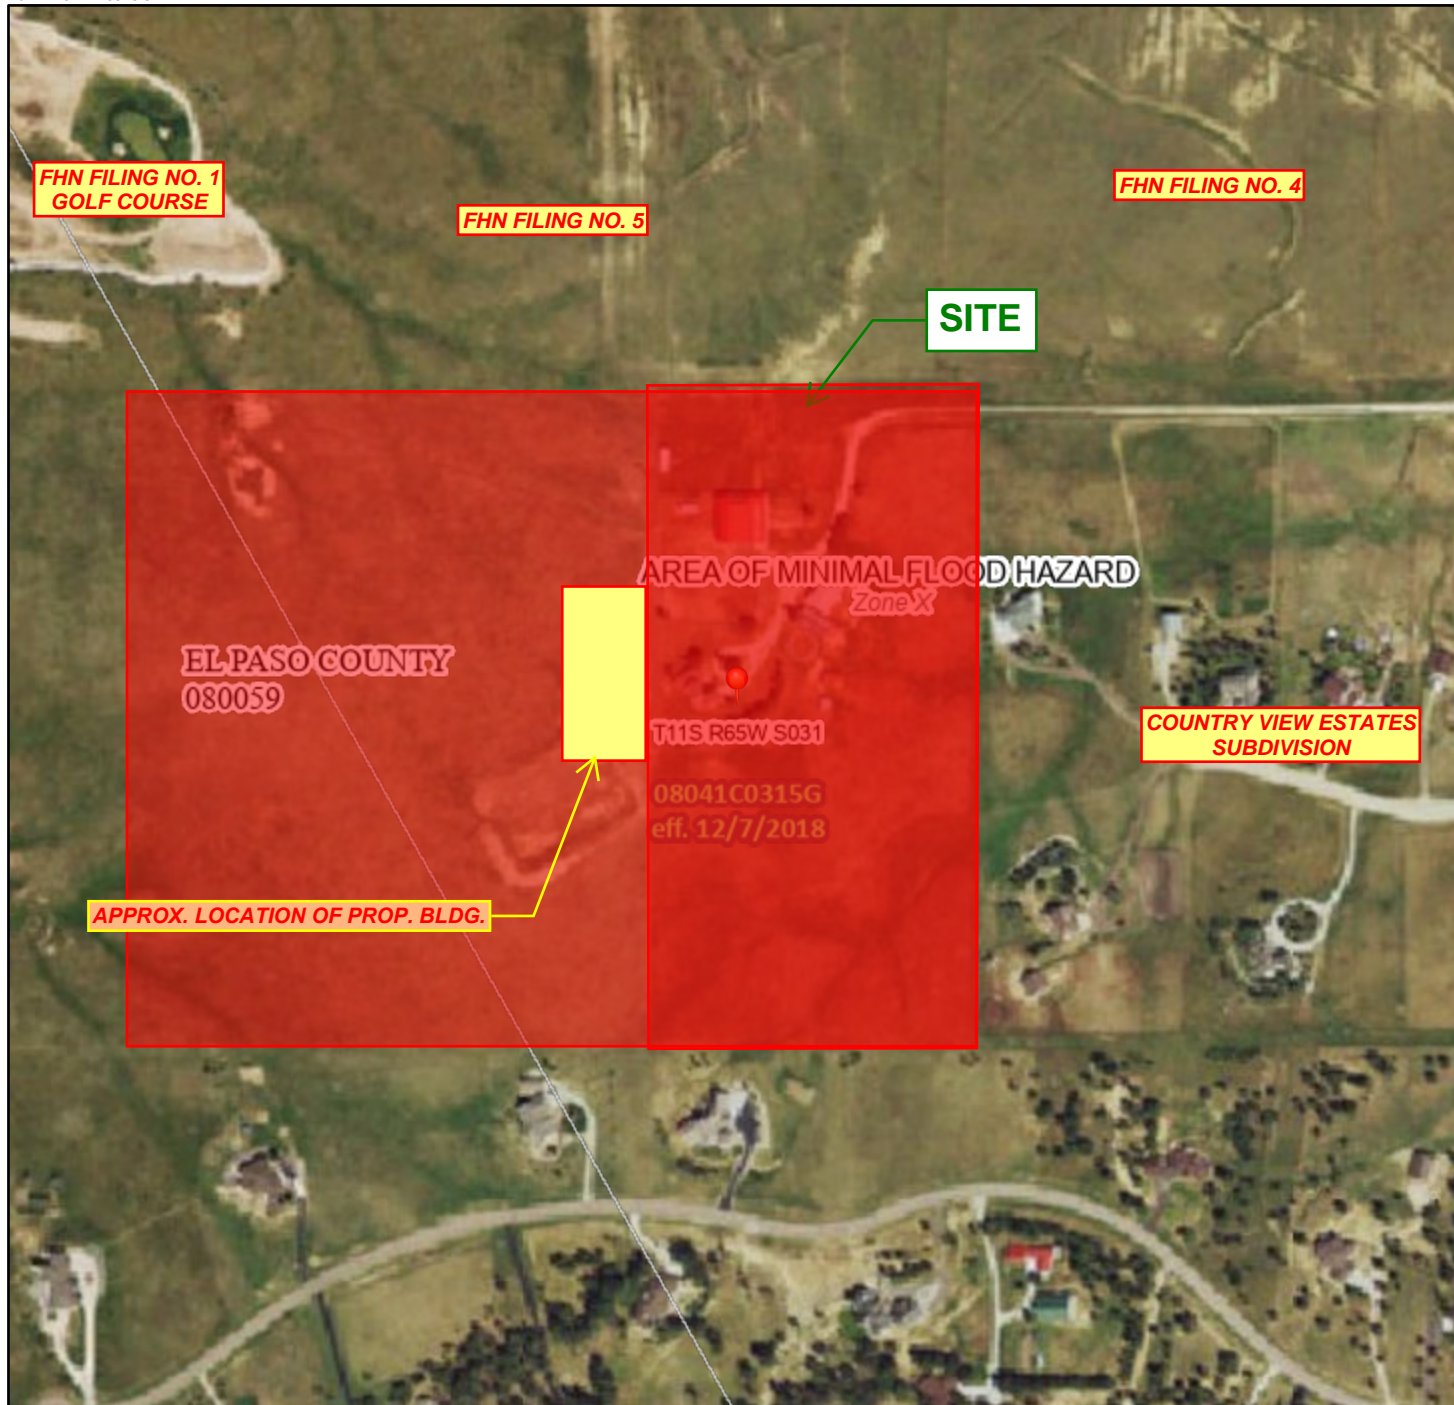 FHN FILING NO. 1
GOLF COURSE
FHN FILING NO. 5
FHN FILING NO. 4
SITE
AREA OF MINIMAL FLOOD HAZARD
Zone X
EL PASO COUNTY
080059
T11S R65W S031
COUNTRY VIEW ESTATES
SUBDIVISION
08041C0315G
eff. 12/7/2018
APPROX. LOCATION OF PROP. BLDG.